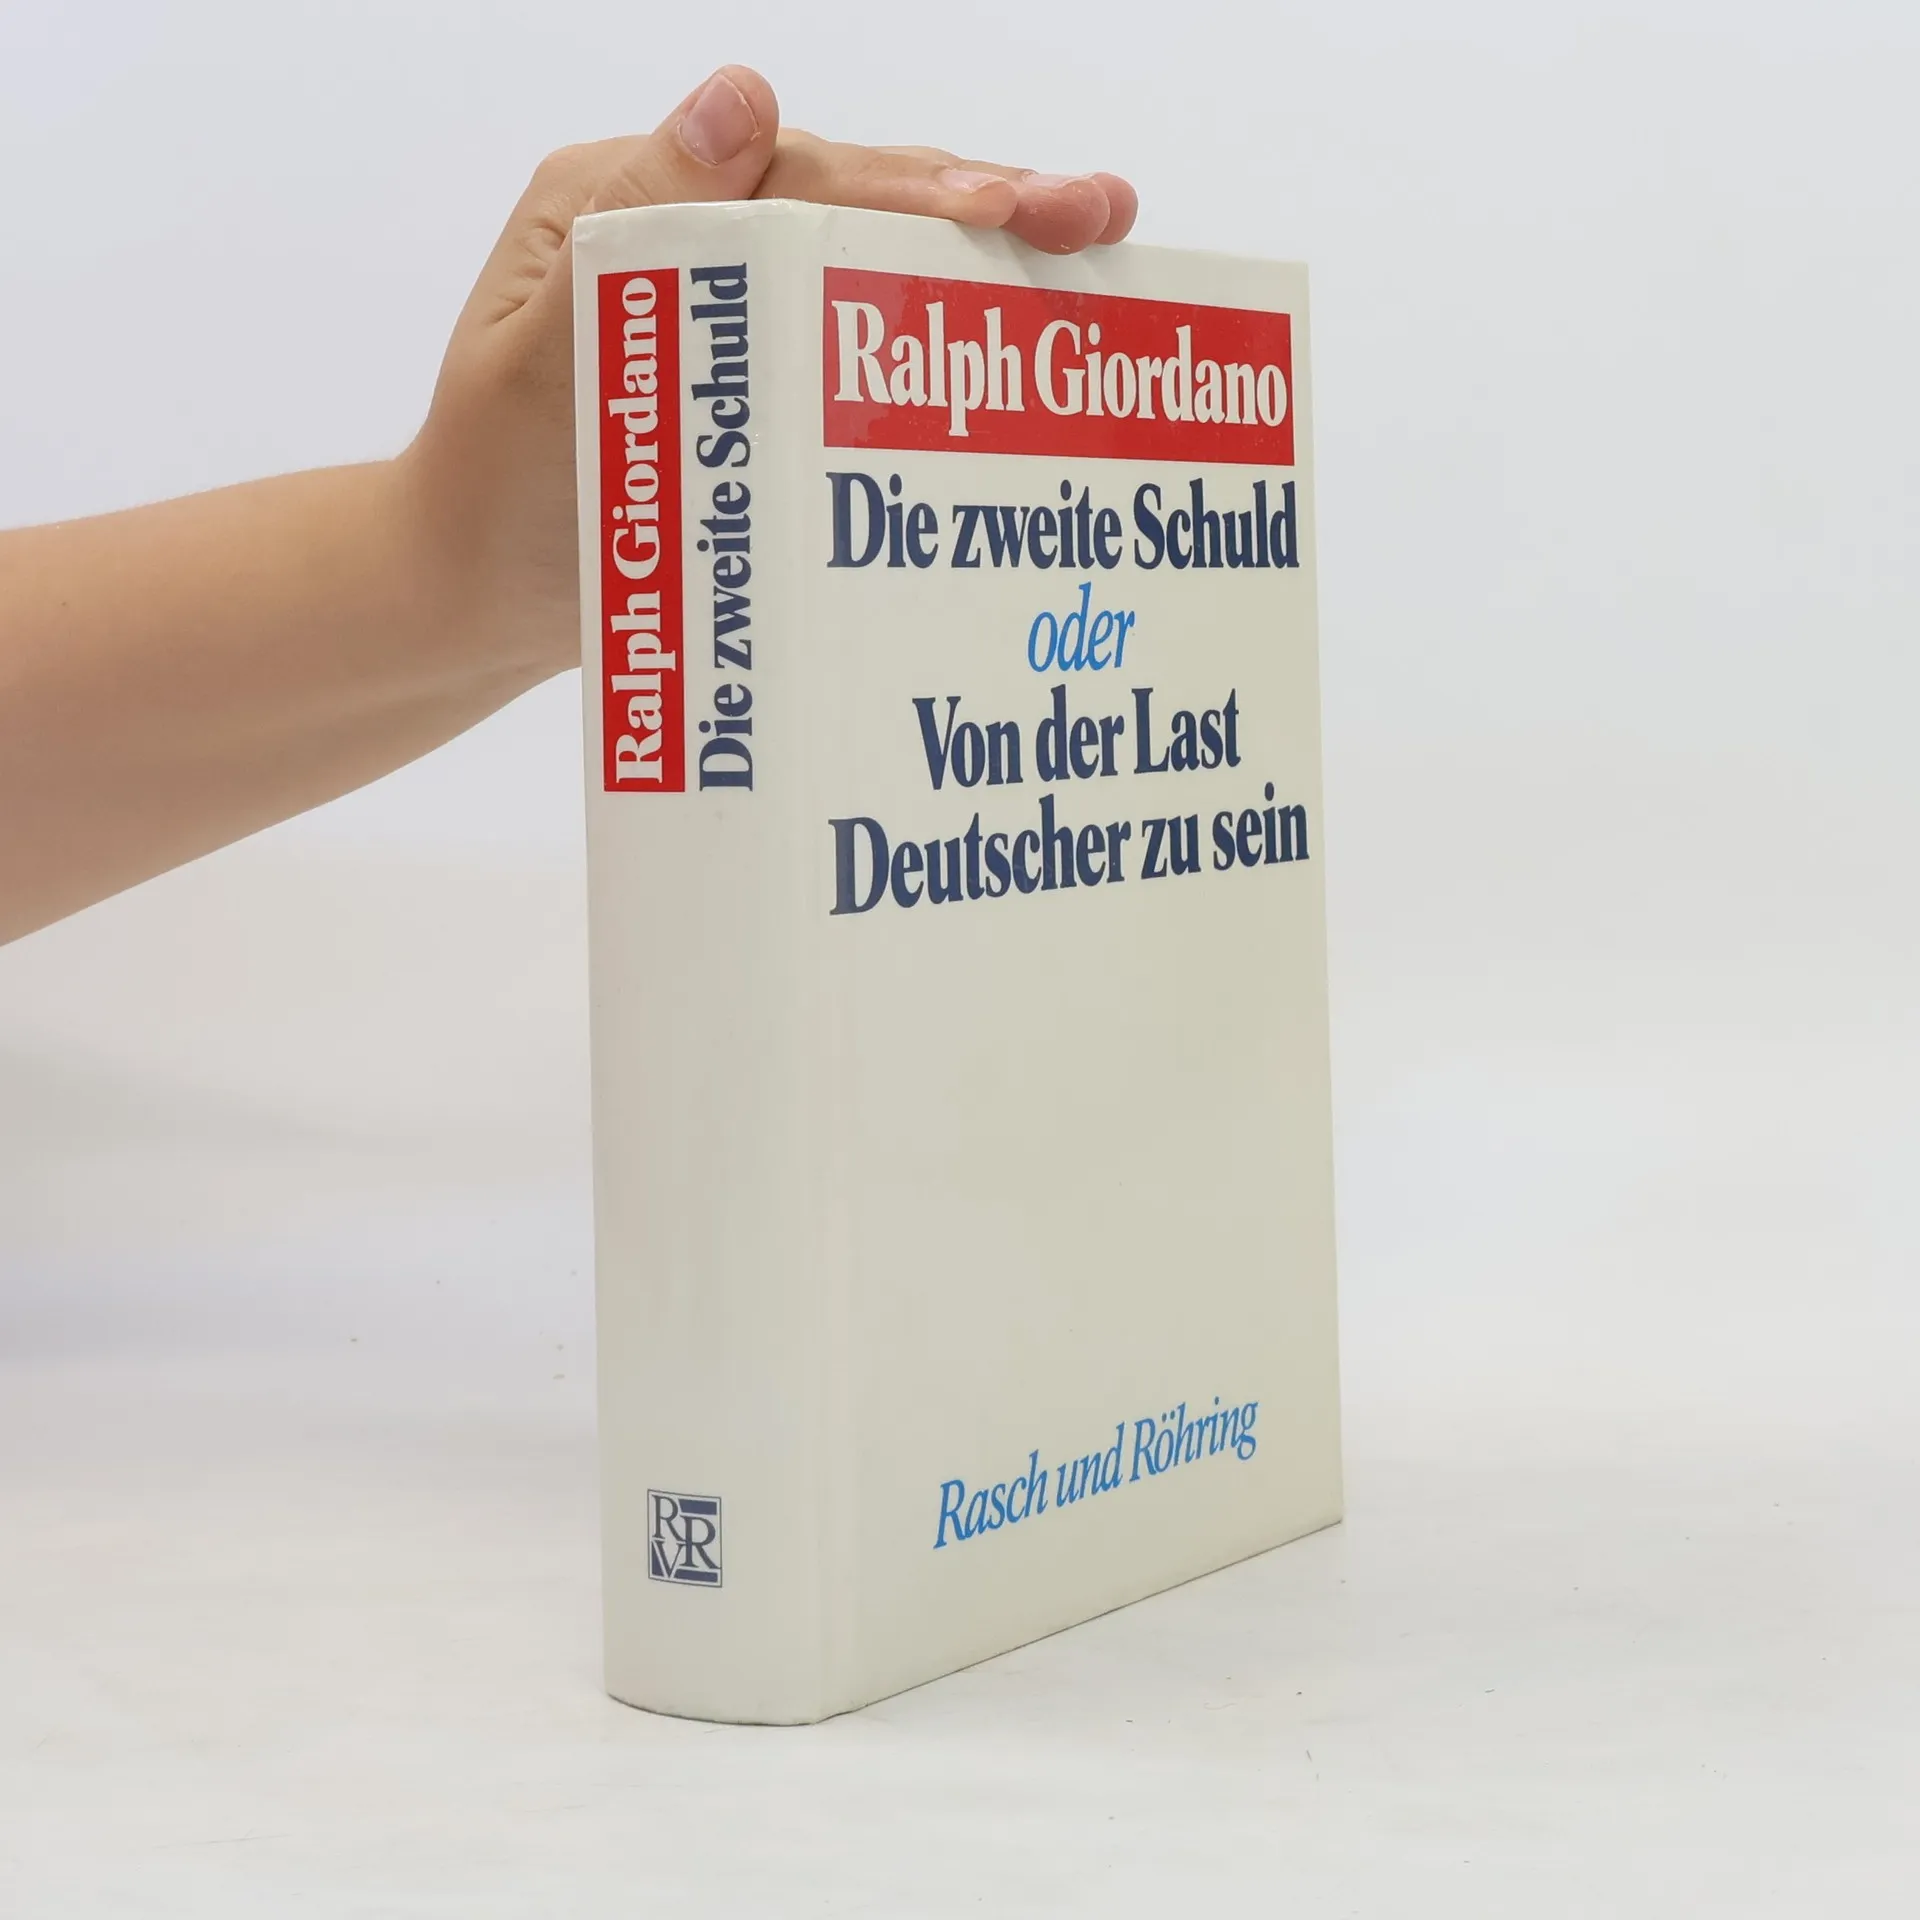 Ralph Giordano
Die zweite Schuld
Ralph Giordano
Die zweite Schuld
oder
Von der Last
Deutscher zu sein
Rasch und Röhring
RRV